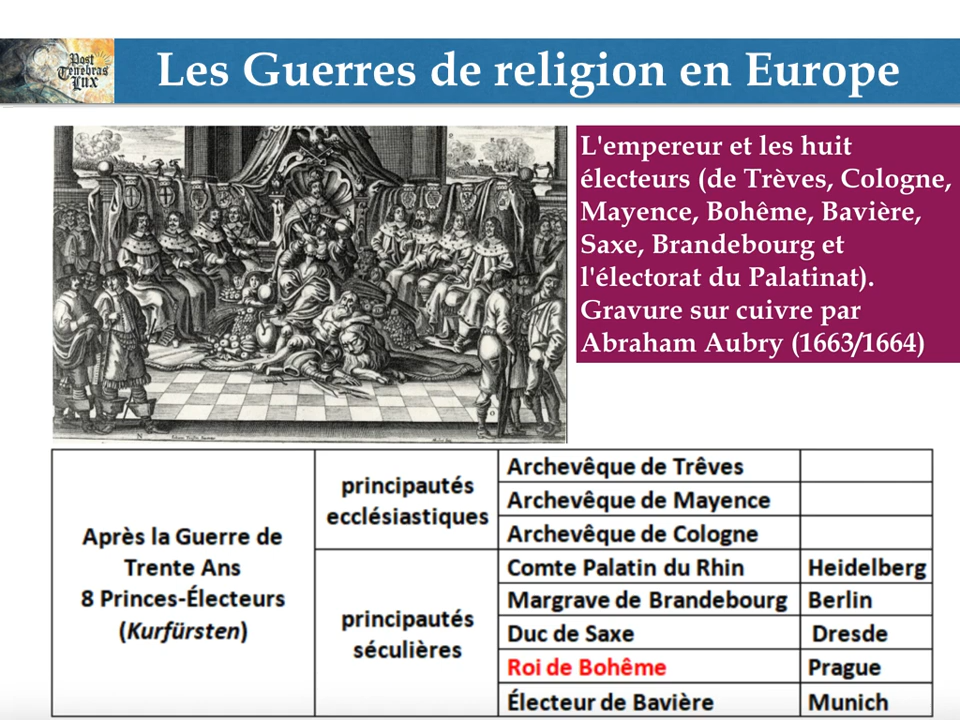 Post
Tenebras
Lux
Les Guerres de religion en Europe
L'empereur et les huit
électeurs (de Trèves, Cologne,
Mayence, Bohême, Bavière,
Saxe, Brandebourg et
l'électorat du Palatinat).
Gravure sur cuivre par
Abraham Aubry (1663/1664)
Après la Guerre de
Trente Ans
8 Princes-Électeurs
(Kurfürsten)
principautés
ecclésiastiques
Archevêque de Trêves
Archevêque de Mayence
Archevêque de Cologne
principautés
séculières
Comte Palatin du Rhin Heidelberg
Margrave de Brandebourg Berlin
Duc de Saxe Dresde
Roi de Bohême Prague
Électeur de Bavière Munich